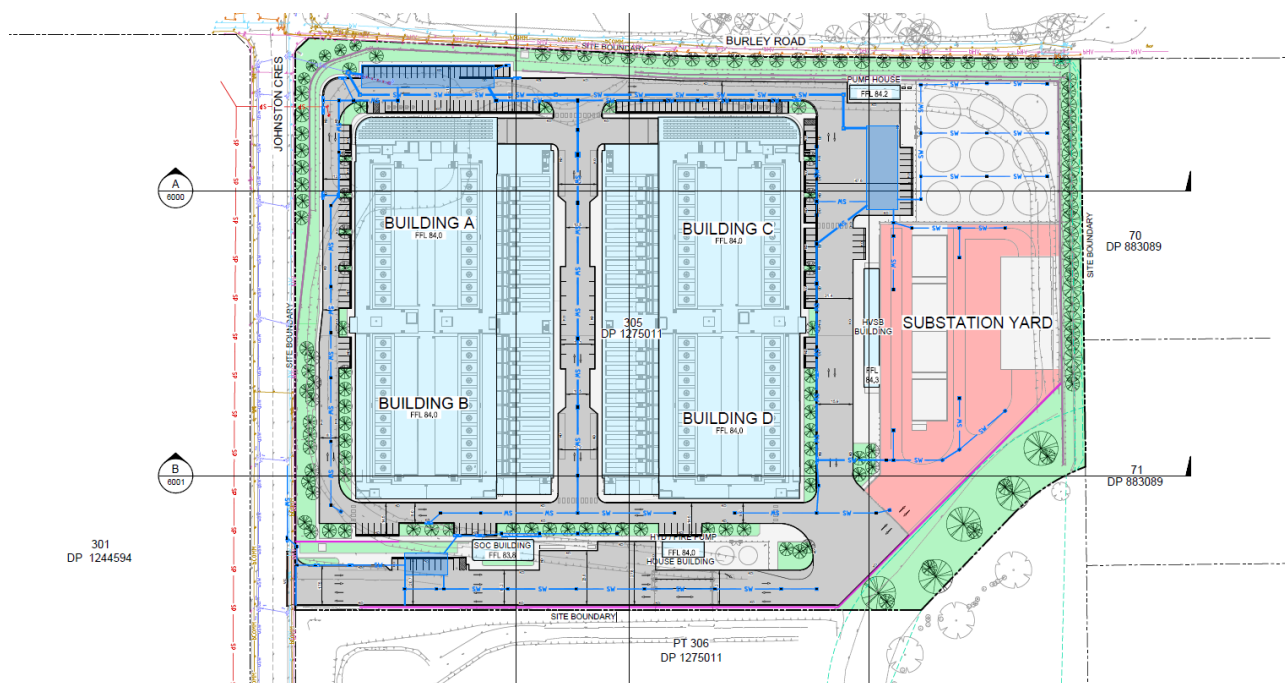 BURLEY ROAD
SITE BOUNDARY
JOHNSTON CRES
PUMP HOUSE
FFL 84,2
A
6000
BUILDING A
FFL 84,0
BUILDING C
FFL 84,0
70
DP 883089
SITE BOUNDARY
305
DP 1275011
HVSB
BUILDING
FFL
84,3
SUBSTATION YARD
SITE BOUNDARY
BUILDING B
FFL 84,0
BUILDING D
FFL 84,0
B
6001
71
DP 883089
301
DP 1244594
SOC BUILDING
FFL 83,8
HYD / FIRE PUMP
FFL 84,0
HOUSE BUILDING
SITE BOUNDARY
PT 306
DP 1275011